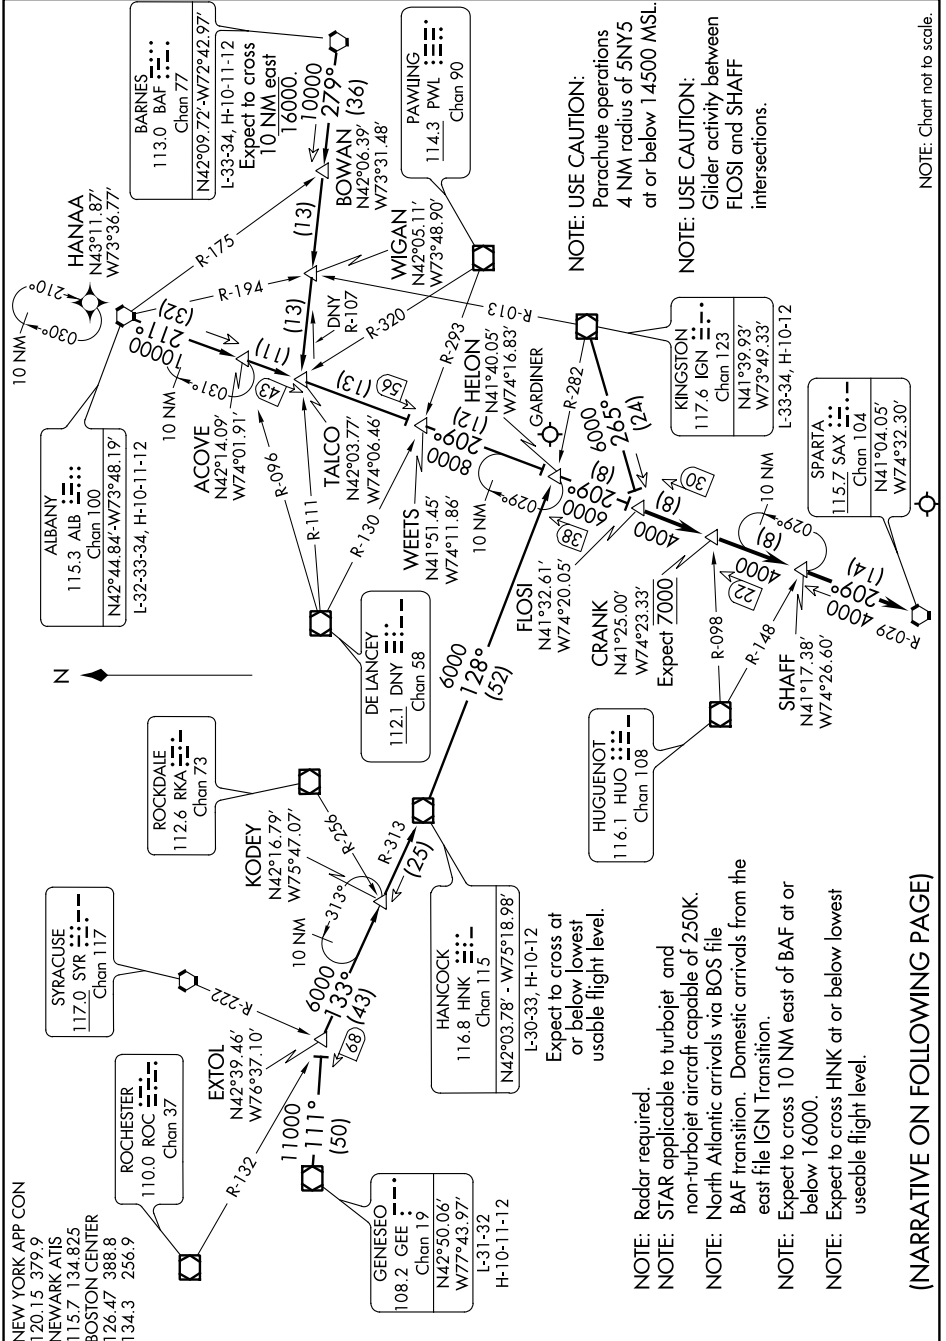 NEW YORK APP CON
120.15 379.9
NEWARK ATIS
115.7 134.825
BOSTON CENTER
126.47 388.8
134.3 256.9
ROCHESTER
110.0 ROC
Chan 37
SYRACUSE
117.0 SYR
Chan 117
ROCKDALE
112.6 RKA
Chan 73
N
ALBANY
115.3 ALB
Chan 100
N42°44.84'-W73°48.19'
L-32-33-34, H-10-11-12
10 NM
210°
030°
HANAA
N43°11.87'
W73°36.77'
BARNES
113.0 BAF
Chan 77
N42°09.72'-W72°42.97'
L-33-34, H-10-11-12
Expect to cross
10 NM east
16000.
10000
279°
(36)
BOWAN
N42°06.39'
W73°31.48'
(13)
R-175
R-194
WIGAN
N42°05.11'
W73°48.90'
(13)
DNY
R-107
R-320
PAWLING
114.3 PWL
Chan 90
R-293
R-013
10000
211°
(32)
10 NM
031°
ACOVE
N42°14.09'
W74°01.91'
(11)
43
R-096
R-111
TALCO
N42°03.77'
W74°06.46'
(13)
56
R-130
DE LANCEY
112.1 DNY
Chan 58
WEETS
N41°51.45'
W74°11.86'
8000
209°
(12)
10 NM
029°
HELON
N41°40.05'
W74°16.83'
GARDINER
R-282
6000
265°
(24)
KINGSTON
117.6 IGN
Chan 123
N41°39.93'
W73°49.33'
L-33-34, H-10-12
R-132
EXTOL
N42°39.46'
W76°37.10'
R-222
68
11000
111°
(50)
GENESEO
108.2 GEE
Chan 19
N42°50.06'
W77°43.97'
L-31-32
H-10-11-12
6000
133°
(43)
10 NM
313°
KODEY
N42°16.79'
W75°47.07'
R-256
R-313
(25)
HANCOCK
116.8 HNK
Chan 115
N42°03.78' - W75°18.98'
L-30-33, H-10-12
Expect to cross at
or below lowest
usable flight level.
6000
128°
(52)
38
6000
209°
(8)
FLOSI
N41°32.61'
W74°20.05'
30
4000
(8)
CRANK
N41°25.00'
W74°23.33'
Expect 7000
22
4000
(8)
10 NM
029°
R-098
R-148
HUGUENOT
116.1 HUO
Chan 108
SHAFF
N41°17.38'
W74°26.60'
4000
209°
(14)
R-029
SPARTA
115.7 SAX
Chan 104
N41°04.05'
W74°32.30'
NOTE: USE CAUTION:
Parachute operations
4 NM radius of 5NY5
at or below 14500 MSL.
NOTE: USE CAUTION:
Glider activity between
FLOSI and SHAFF
intersections.
NOTE: Radar required.
NOTE: STAR applicable to turbojet and
non-turbojet aircraft capable of 250K.
NOTE: North Atlantic arrivals via BOS file
BAF transition. Domestic arrivals from the
east file IGN Transition.
NOTE: Expect to cross 10 NM east of BAF at or
below 16000.
NOTE: Expect to cross HNK at or below lowest
useable flight level.
(NARRATIVE ON FOLLOWING PAGE)
NOTE: Chart not to scale.